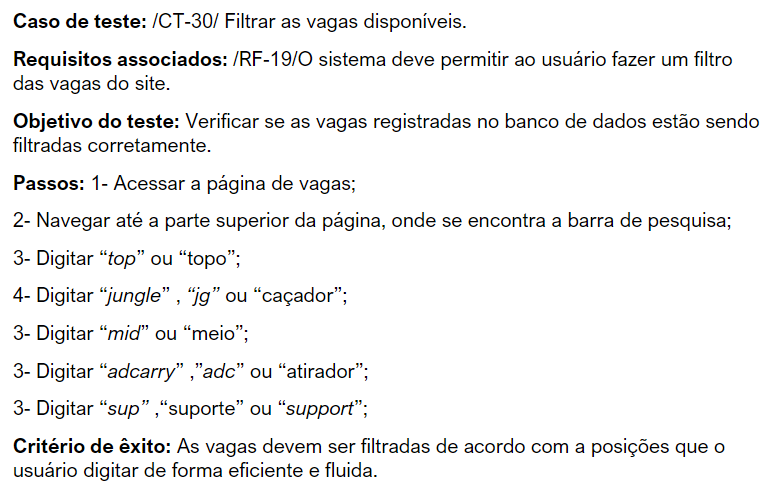 Caso de teste: /CT-30/ Filtrar as vagas disponíveis.
Requisitos associados: /RF-19/O sistema deve permitir ao usuário fazer um filtro
das vagas do site.
Objetivo do teste: Verificar se as vagas registradas no banco de dados estão sendo
filtradas corretamente.
Passos: 1- Acessar a página de vagas;
2- Navegar até a parte superior da página, onde se encontra a barra de pesquisa;
3- Digitar “top” ou “topo”;
4- Digitar “jungle” , “jg” ou “caçador”;
3- Digitar “mid” ou “meio”;
3- Digitar “adcarry” ,”adc” ou “atirador”;
3- Digitar “sup” ,“suporte” ou “support”;
Critério de êxito: As vagas devem ser filtradas de acordo com a posições que o
usuário digitar de forma eficiente e fluida.